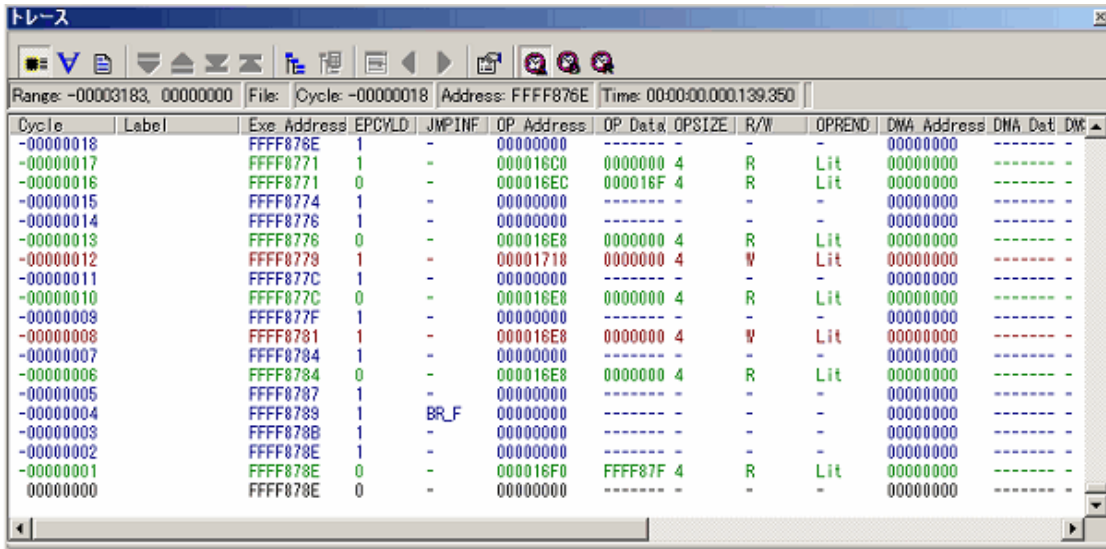 トレース
Range: -00003183, 00000000 File: Cycle: -00000018 Address: FFFF876E Time: 00:00:00.000.139.350
Cycle Label Exe Address EPCVLD JMPINF OP Address OP Data OPSIZE R/W OPREND DMA Address DMA Dat DM
-00000018 FFFF876E 1 - 00000000 ------- - - - 00000000 ------- -
-00000017 FFFF8771 1 - 000016C0 0000000 4 R Lit 00000000 ------- -
-00000016 FFFF8771 0 - 000016EC 000016F 4 R Lit 00000000 ------- -
-00000015 FFFF8774 1 - 00000000 ------- - - - 00000000 ------- -
-00000014 FFFF8776 1 - 00000000 ------- - - - 00000000 ------- -
-00000013 FFFF8776 0 - 000016E8 0000000 4 R Lit 00000000 ------- -
-00000012 FFFF8779 1 - 00001718 0000000 4 W Lit 00000000 ------- -
-00000011 FFFF877C 1 - 00000000 ------- - - - 00000000 ------- -
-00000010 FFFF877C 0 - 000016E8 0000000 4 R Lit 00000000 ------- -
-00000009 FFFF877F 1 - 00000000 ------- - - - 00000000 ------- -
-00000008 FFFF8781 1 - 000016E8 0000000 4 W Lit 00000000 ------- -
-00000007 FFFF8784 1 - 00000000 ------- - - - 00000000 ------- -
-00000006 FFFF8784 0 - 000016E8 0000000 4 R Lit 00000000 ------- -
-00000005 FFFF8787 1 - 00000000 ------- - - - 00000000 ------- -
-00000004 FFFF8789 1 BR_F 00000000 ------- - - - 00000000 ------- -
-00000003 FFFF878B 1 - 00000000 ------- - - - 00000000 ------- -
-00000002 FFFF878E 1 - 00000000 ------- - - - 00000000 ------- -
-00000001 FFFF878E 0 - 000016F0 FFFF87F 4 R Lit 00000000 ------- -
00000000 FFFF878E 0 - 00000000 ------- - - - 00000000 ------- -